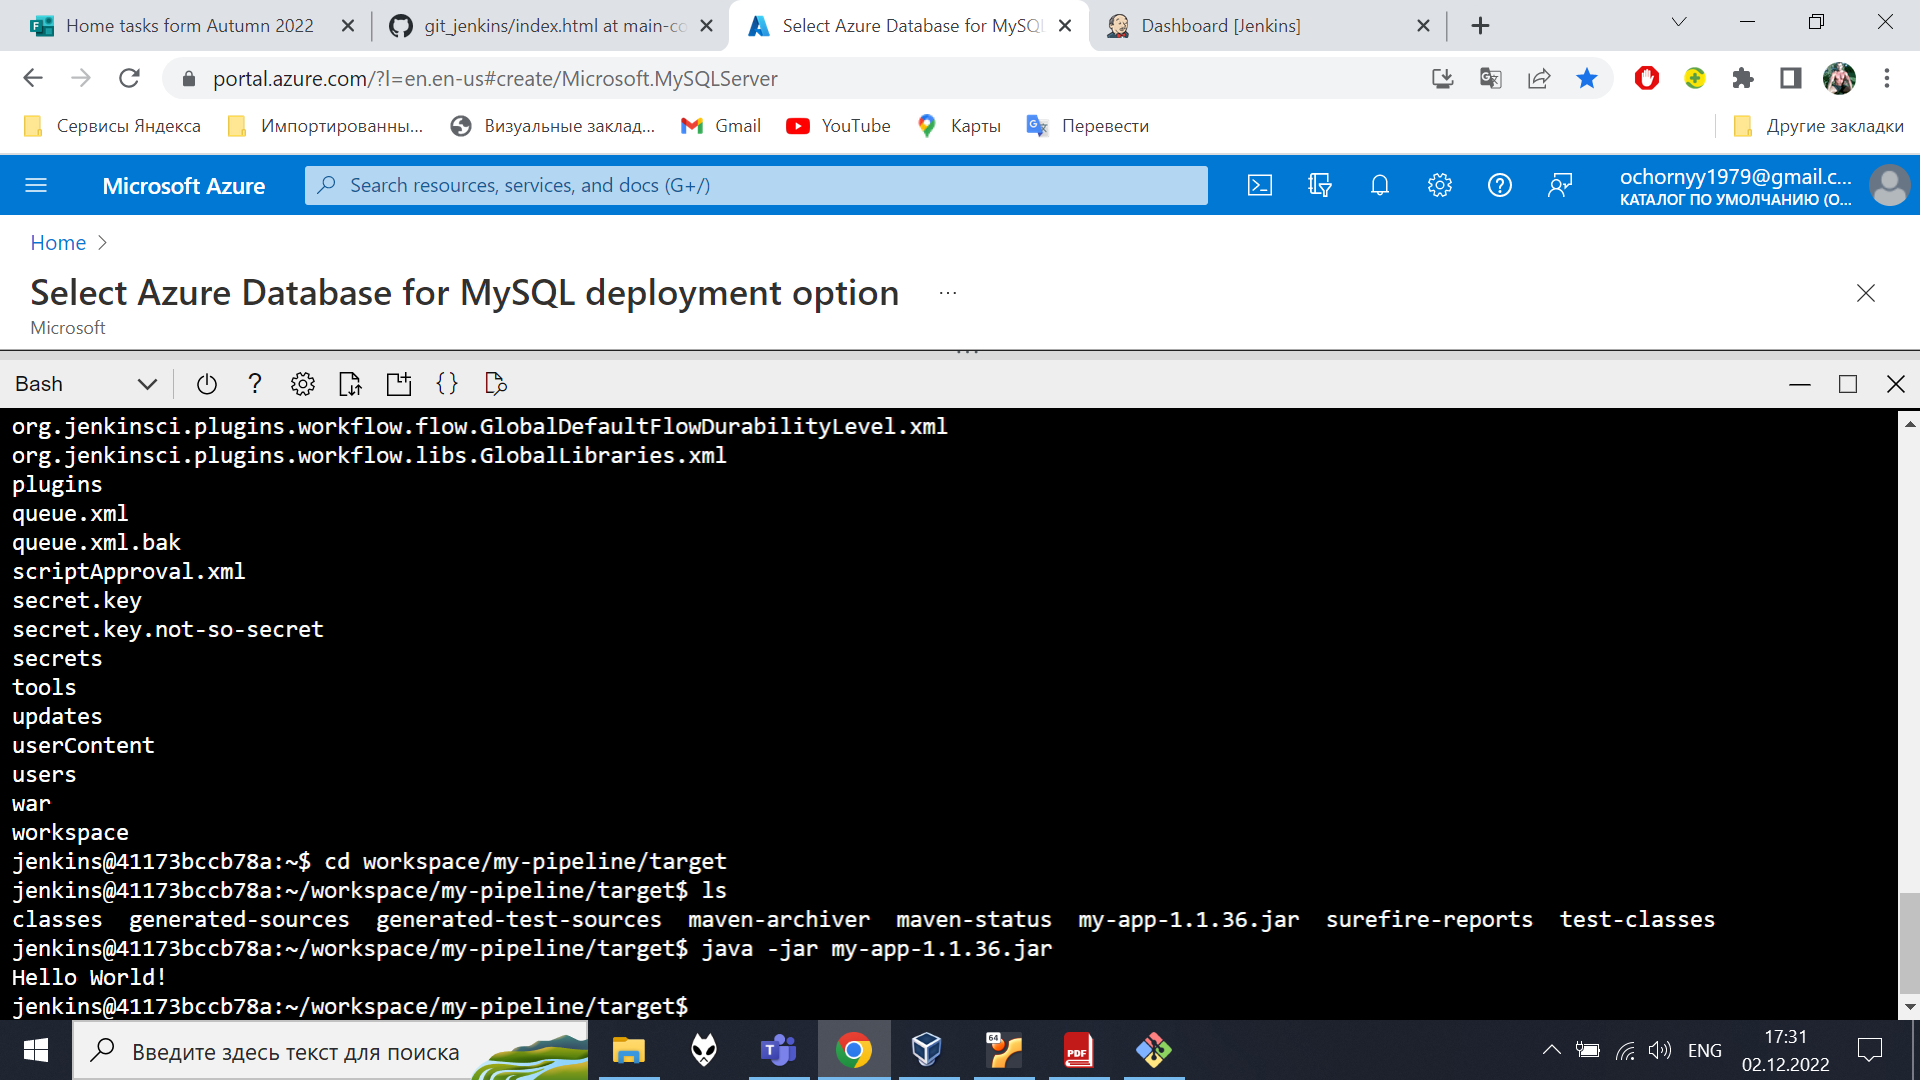 Home tasks form Autumn 2022
git_jenkins/index.html at main-co
Select Azure Database for MySQL
Dashboard [Jenkins]
portal.azure.com/?l=en.en-us#create/Microsoft.MySQLServer
Сервисы Яндекса
Импортированны...
Визуальные заклад...
Gmail
YouTube
Карты
Перевести
Другие закладки
Microsoft Azure
Search resources, services, and docs (G+/)
ochornyy1979@gmail.c...
КАТАЛОГ ПО УМОЛЧАНИЮ (O...
Home
Select Azure Database for MySQL deployment option ...
Microsoft
Bash
org.jenkinsci.plugins.workflow.flow.GlobalDefaultFlowDurabilityLevel.xml
org.jenkinsci.plugins.workflow.libs.GlobalLibraries.xml
plugins
queue.xml
queue.xml.bak
scriptApproval.xml
secret.key
secret.key.not-so-secret
secrets
tools
updates
userContent
users
war
workspace
jenkins@41173bccb78a:~$ cd workspace/my-pipeline/target
jenkins@41173bccb78a:~/workspace/my-pipeline/target$ ls
classes generated-sources generated-test-sources maven-archiver maven-status my-app-1.1.36.jar surefire-reports test-classes
jenkins@41173bccb78a:~/workspace/my-pipeline/target$ java -jar my-app-1.1.36.jar
Hello World!
jenkins@41173bccb78a:~/workspace/my-pipeline/target$
Введите здесь текст для поиска
64
PDF
ENG
17:31
02.12.2022